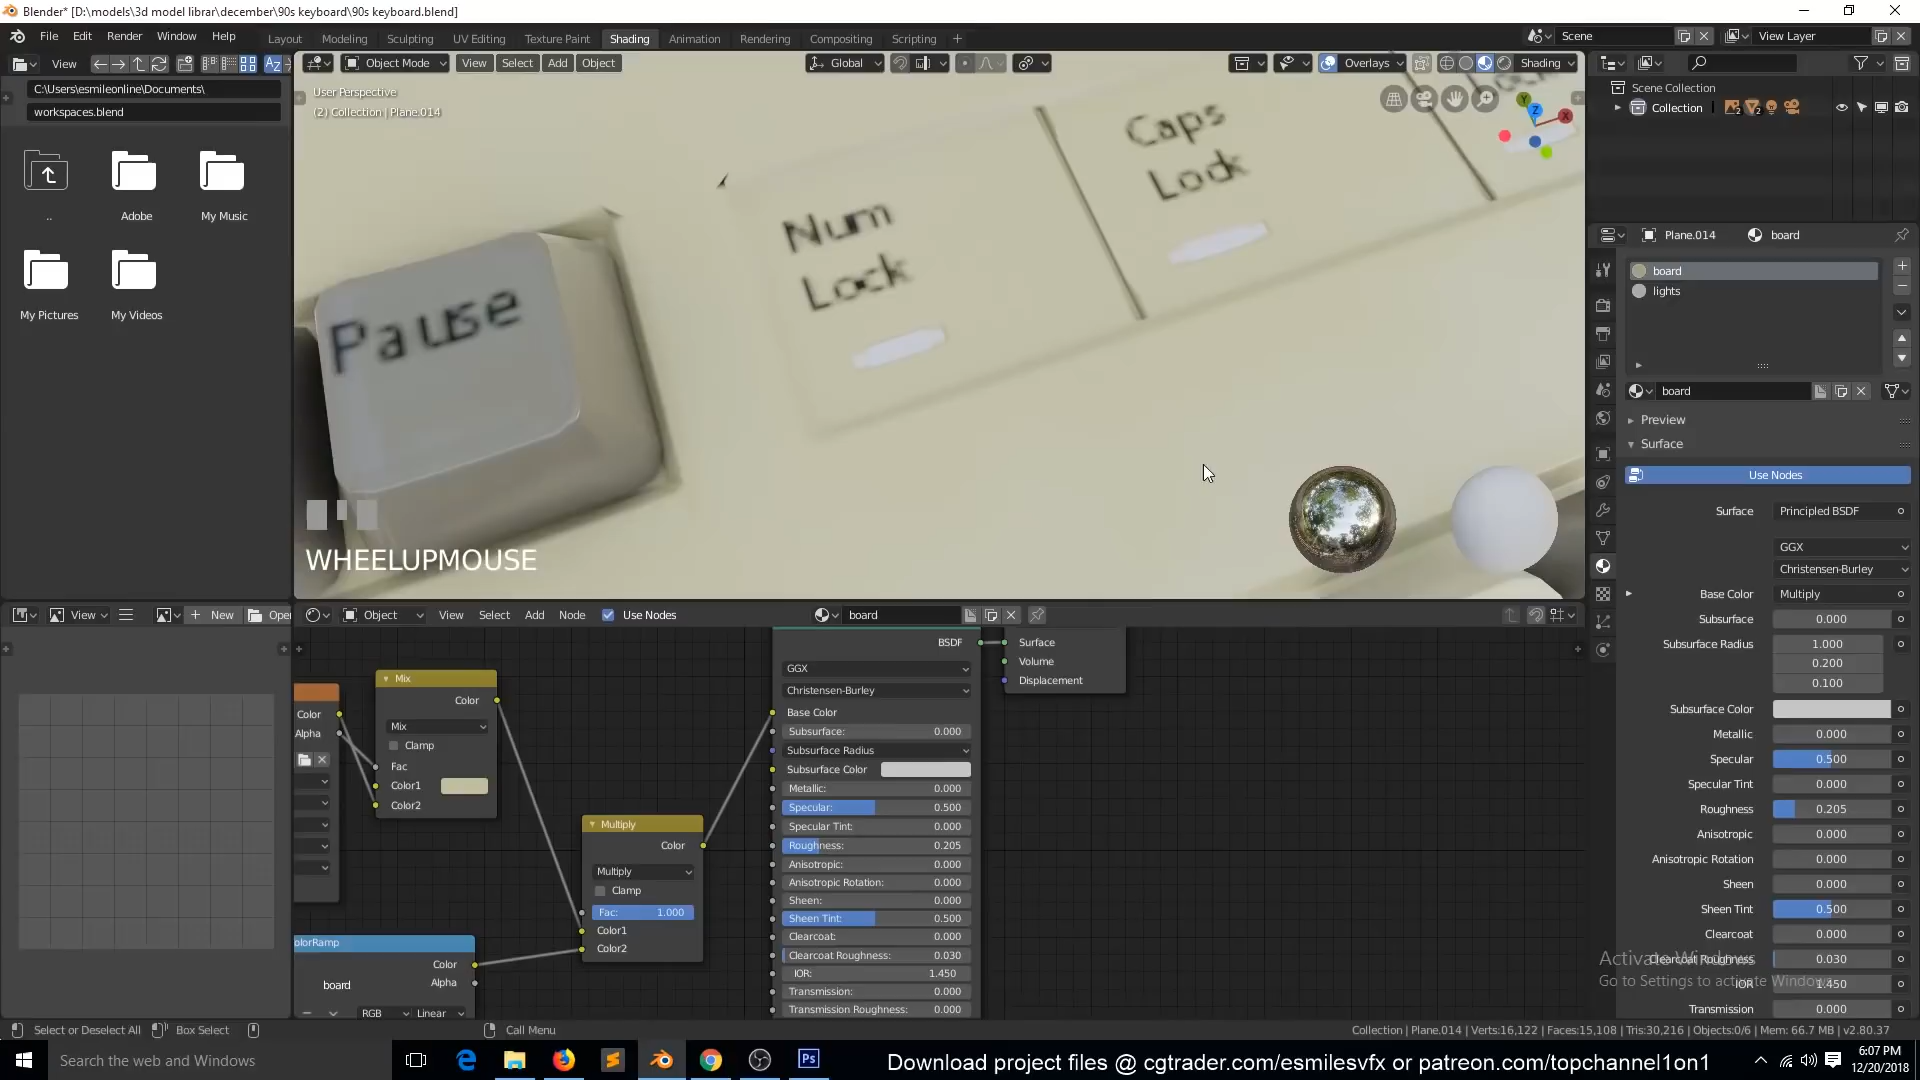 Blender* [D:\models\3d model librar\december\90s keyboard\90s keyboard.blend]
File Edit Render Window Help Layout Modeling Sculpting UV Editing Texture Paint Shading Animation Rendering Compositing Scripting Scene View Layer
View Object Mode View Select Add Object Global Overlays Shading
C:\Users\esmileonline\Documents\
workspaces.blend
.. Adobe My Music
My Pictures My Videos
User Perspective
(2) Collection | Plane.014
Pause
Num
Lock
Caps
Lock
WHEELUPMOUSE
Scene Collection
Collection
Plane.014 board
board
lights
board
Preview
Surface
Use Nodes
Surface Principled BSDF
GGX
Christensen-Burley
Base Color Multiply
Subsurface 0.000
Subsurface Radius 1.000
0.200
0.100
Subsurface Color
Metallic 0.000
Specular 0.500
Specular Tint 0.000
Roughness 0.205
Anisotropic 0.000
Anisotropic Rotation 0.000
Sheen 0.000
Sheen Tint 0.500
Clearcoat 0.000
Clearcoat Roughness 0.030
IOR 1.450
Transmission 0.000
Activate Windows
Go to Settings to activate Windows.
View New Open Object View Select Add Node Use Nodes board
Color
Alpha
Mix
Color
Mix
Clamp
Fac
Color1
Color2
Multiply
Color
Multiply
Clamp
Fac: 1.000
Color1
Color2
olorRamp
Color
Alpha
board
RGB Linear
BSDF
GGX
Christensen-Burley
Base Color
Subsurface: 0.000
Subsurface Radius
Subsurface Color
Metallic: 0.000
Specular: 0.500
Specular Tint: 0.000
Roughness: 0.205
Anisotropic: 0.000
Anisotropic Rotation: 0.000
Sheen: 0.000
Sheen Tint: 0.500
Clearcoat: 0.000
Clearcoat Roughness: 0.030
IOR: 1.450
Transmission: 0.000
Transmission Roughness: 0.000
Surface
Volume
Displacement
Select or Deselect All Box Select Call Menu Collection | Plane.014 | Verts:16,122 | Faces:15,108 | Tris:30,216 | Objects:0/6 | Mem: 66.7 MB | v2.80.37
Search the web and Windows
Download project files @ cgtrader.com/esmilesvfx or patreon.com/topchannel1on1
6:07 PM
12/20/2018